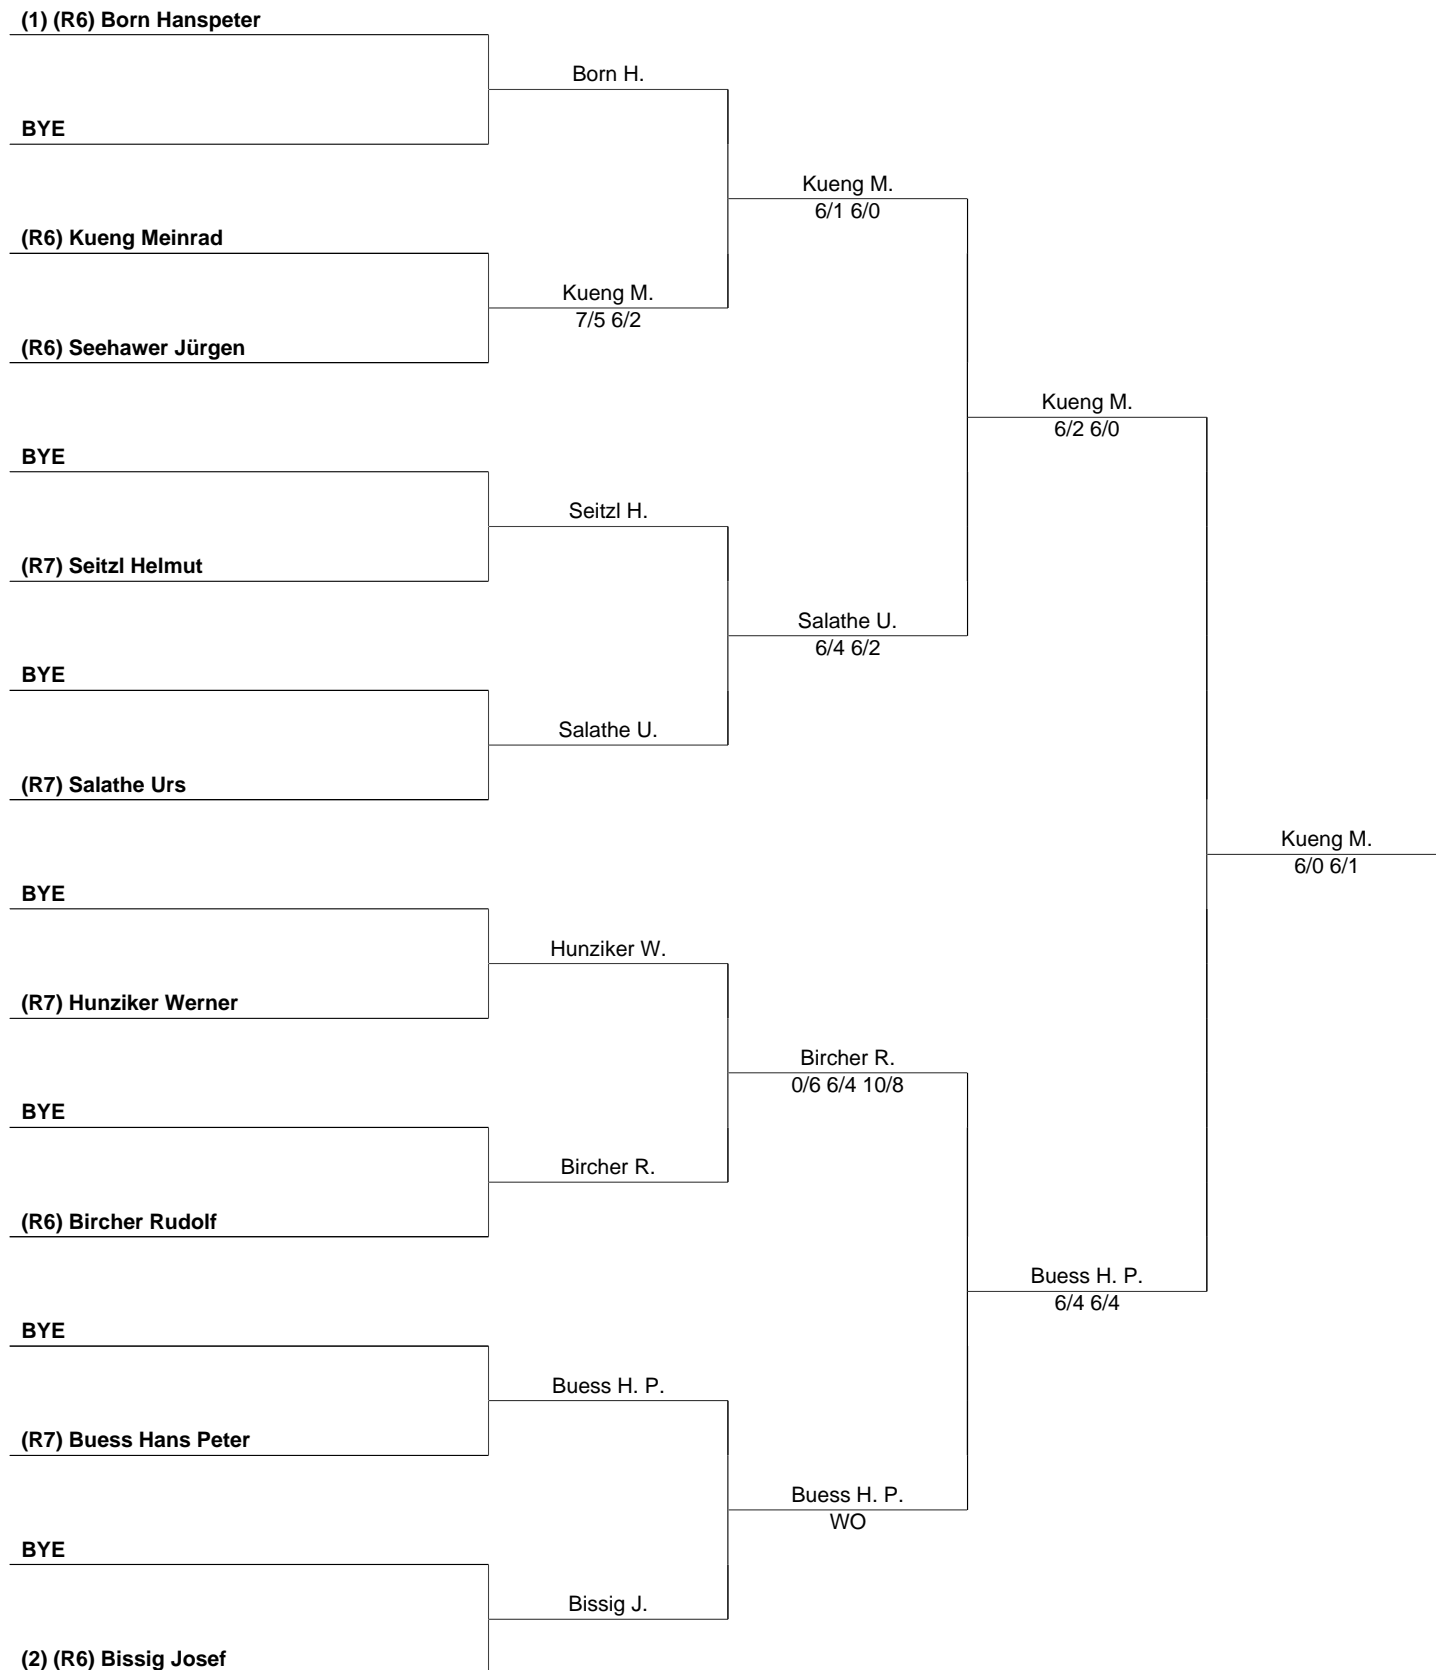 (1) (R6) Born Hanspeter
Born H.
BYE
Kueng M.
6/1 6/0
(R6) Kueng Meinrad
Kueng M.
7/5 6/2
(R6) Seehawer Jürgen
Kueng M.
6/2 6/0
BYE
Seitzl H.
(R7) Seitzl Helmut
Salathe U.
6/4 6/2
BYE
Salathe U.
(R7) Salathe Urs
Kueng M.
6/0 6/1
BYE
Hunziker W.
(R7) Hunziker Werner
Bircher R.
0/6 6/4 10/8
BYE
Bircher R.
(R6) Bircher Rudolf
Buess H. P.
6/4 6/4
BYE
Buess H. P.
(R7) Buess Hans Peter
Buess H. P.
WO
BYE
Bissig J.
(2) (R6) Bissig Josef